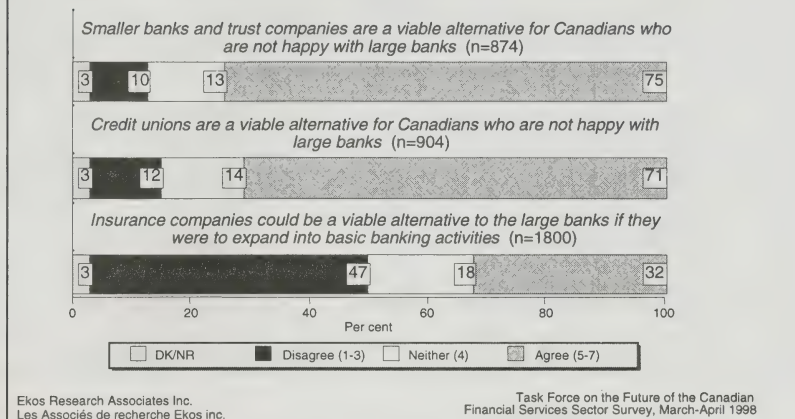 Smaller banks and trust companies are a viable alternative for Canadians who
are not happy with large banks (n=874)
3 10 13 75
Credit unions are a viable alternative for Canadians who are not happy with
large banks (n=904)
3 12 14 71
Insurance companies could be a viable alternative to the large banks if they
were to expand into basic banking activities (n=1800)
3 47 18 32
0 20 40 60 80 100
Per cent
DK/NR Disagree (1-3) Neither (4) Agree (5-7)
Ekos Research Associates Inc.
Les Associés de recherche Ekos inc.
Task Force on the Future of the Canadian
Financial Services Sector Survey, March-April 1998